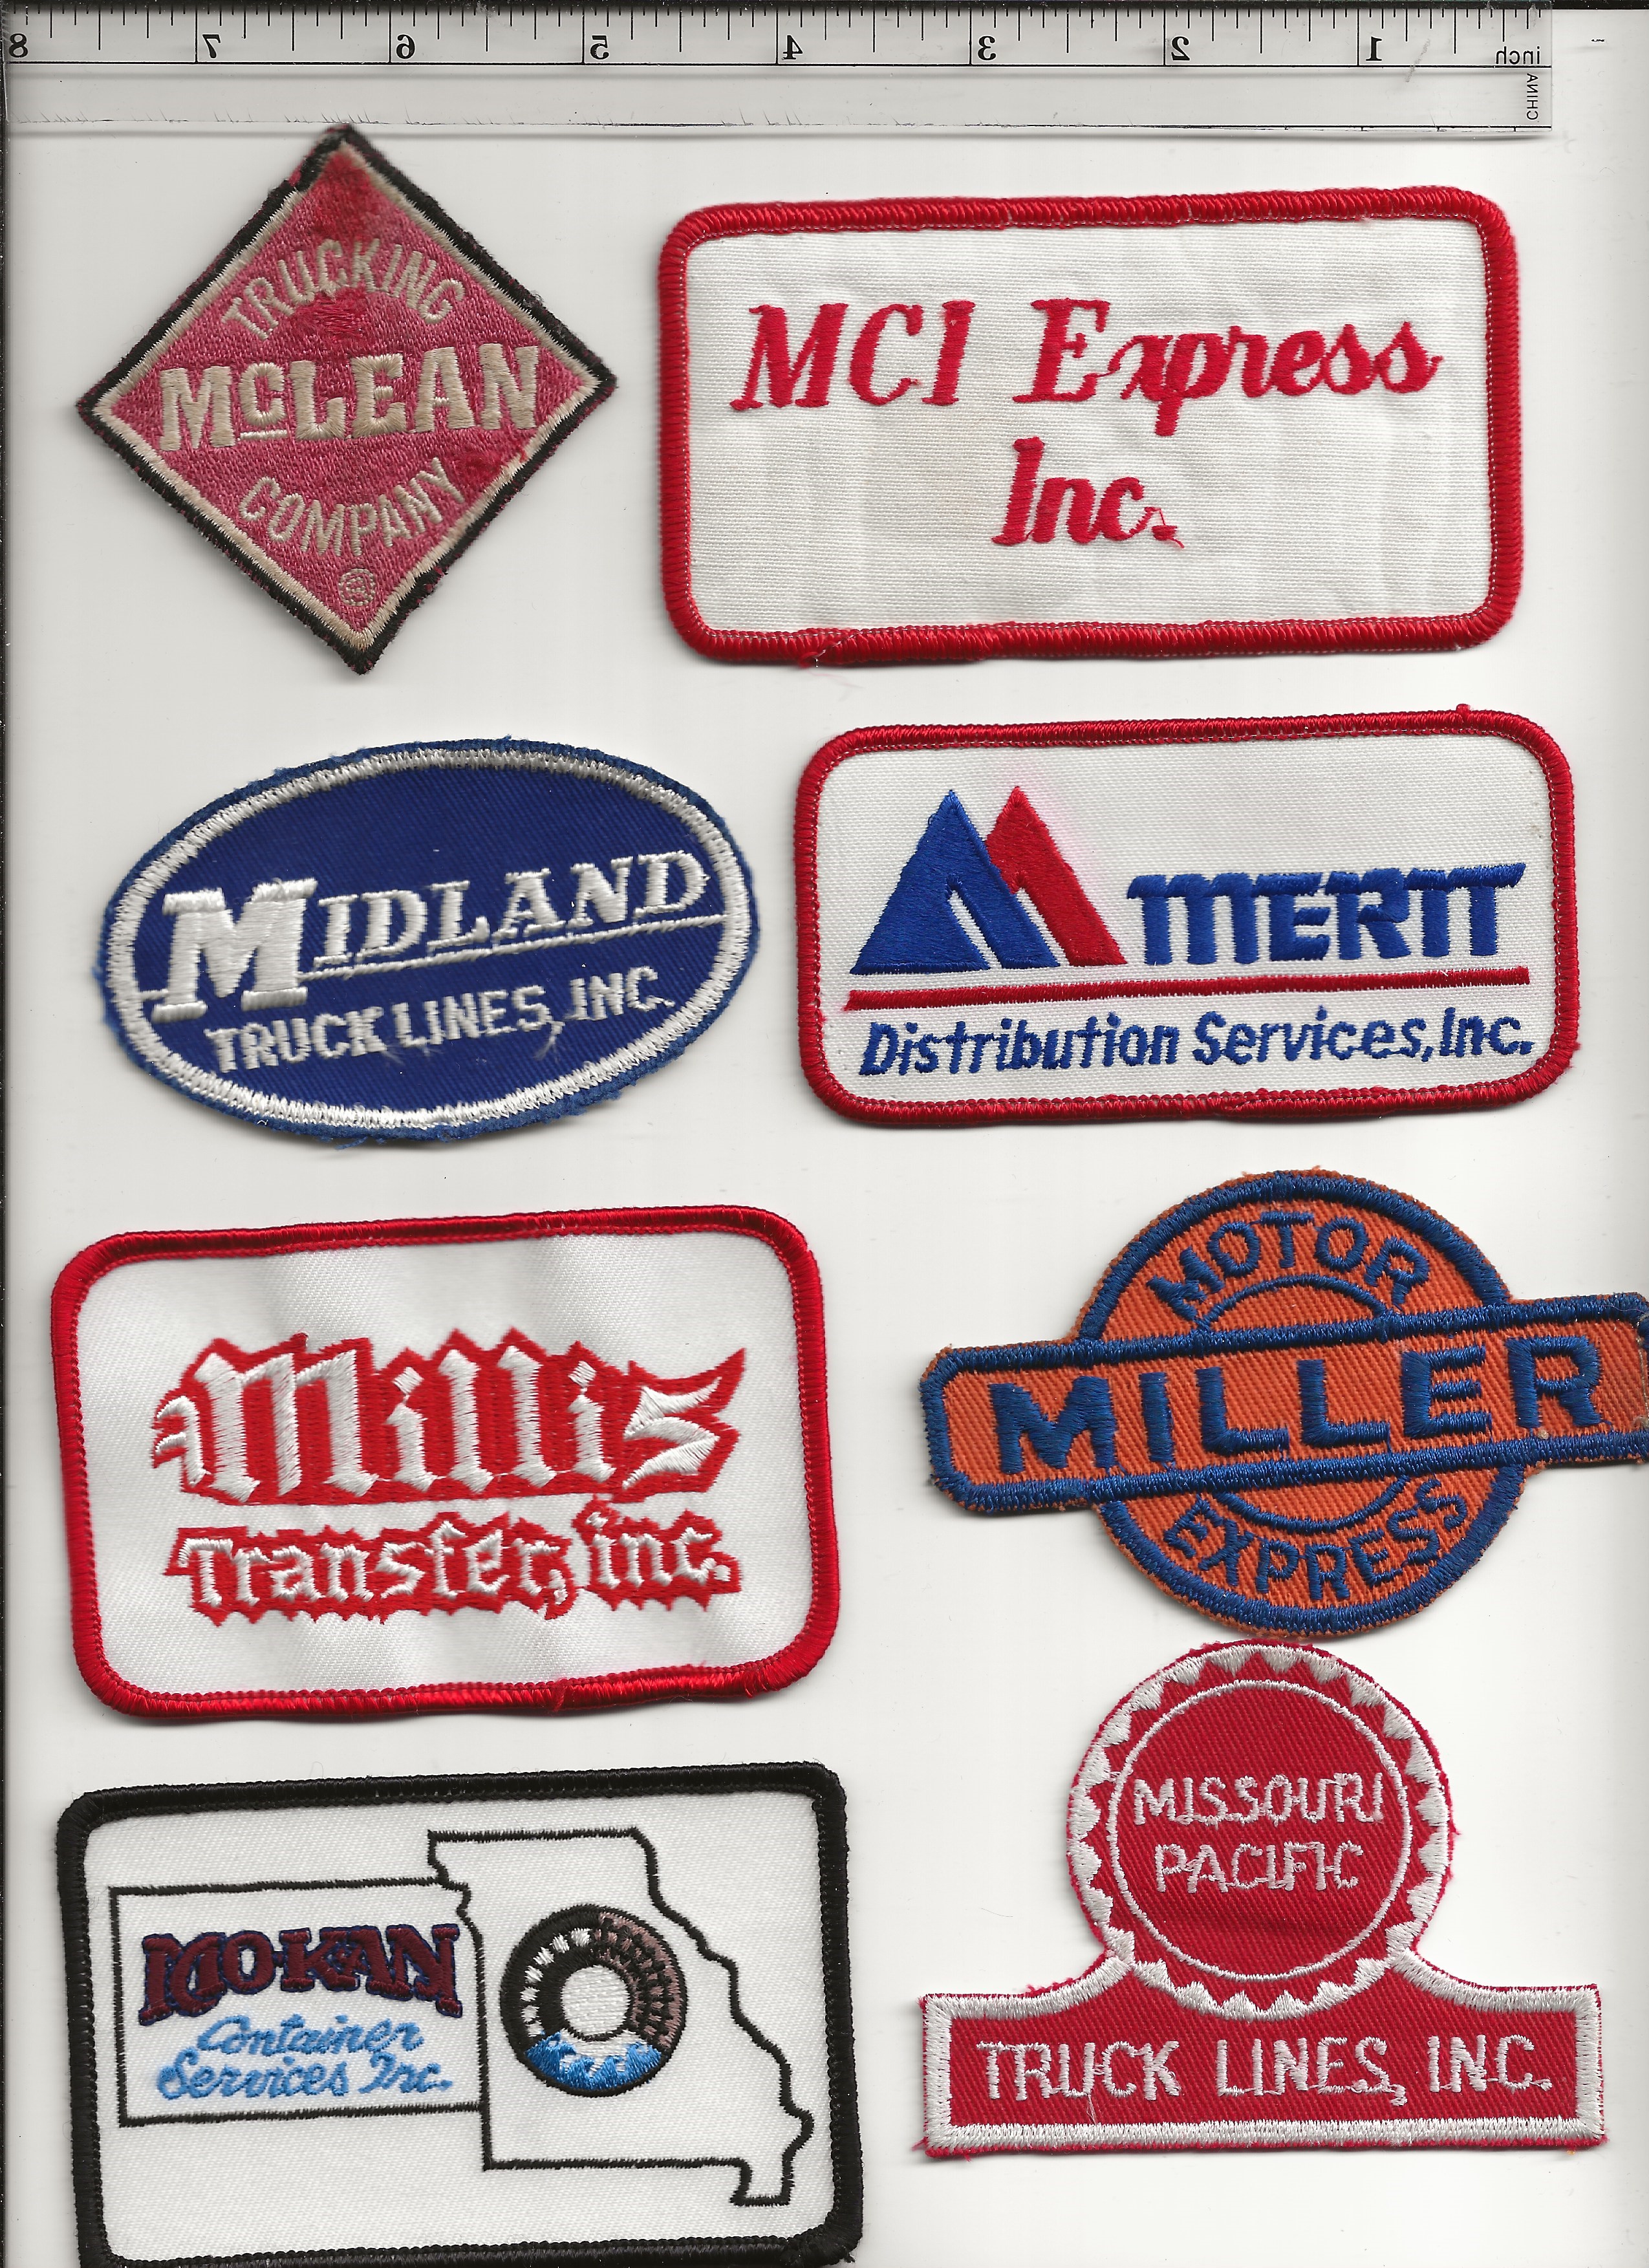 8 7 6 5 4 3 2 1 inch
CHINA
TRUCKING
McLEAN
COMPANY
®
MCI Express
Inc.
MIDLAND
TRUCK LINES, INC.
MERIT
Distribution Services, Inc.
Millis
Transfer, inc.
MOTOR
MILLER
EXPRESS
MO-KAN
Container
Services Inc.
MISSOURI
PACIFIC
TRUCK LINES, INC.